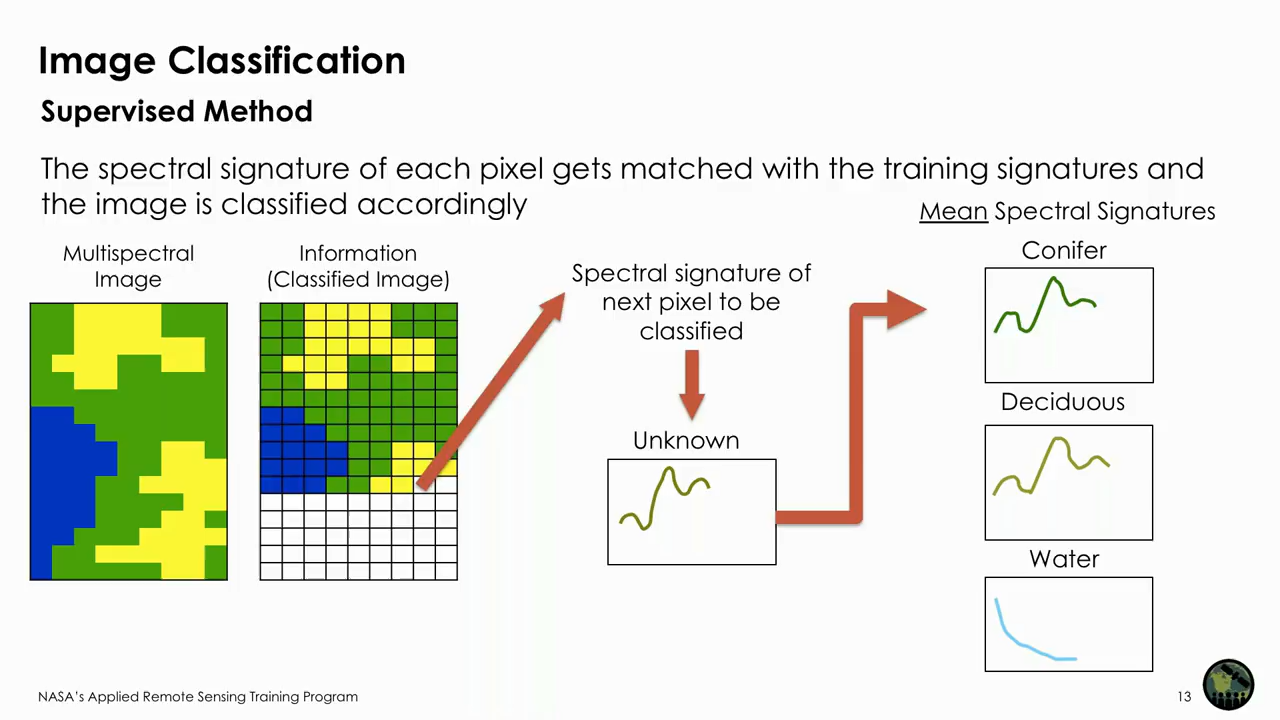 Image Classification
Supervised Method
The spectral signature of each pixel gets matched with the training signatures and
the image is classified accordingly
Mean Spectral Signatures
Multispectral
Image
Information
(Classified Image)
Spectral signature of
next pixel to be
classified
Unknown
Conifer
Deciduous
Water
NASA's Applied Remote Sensing Training Program
13